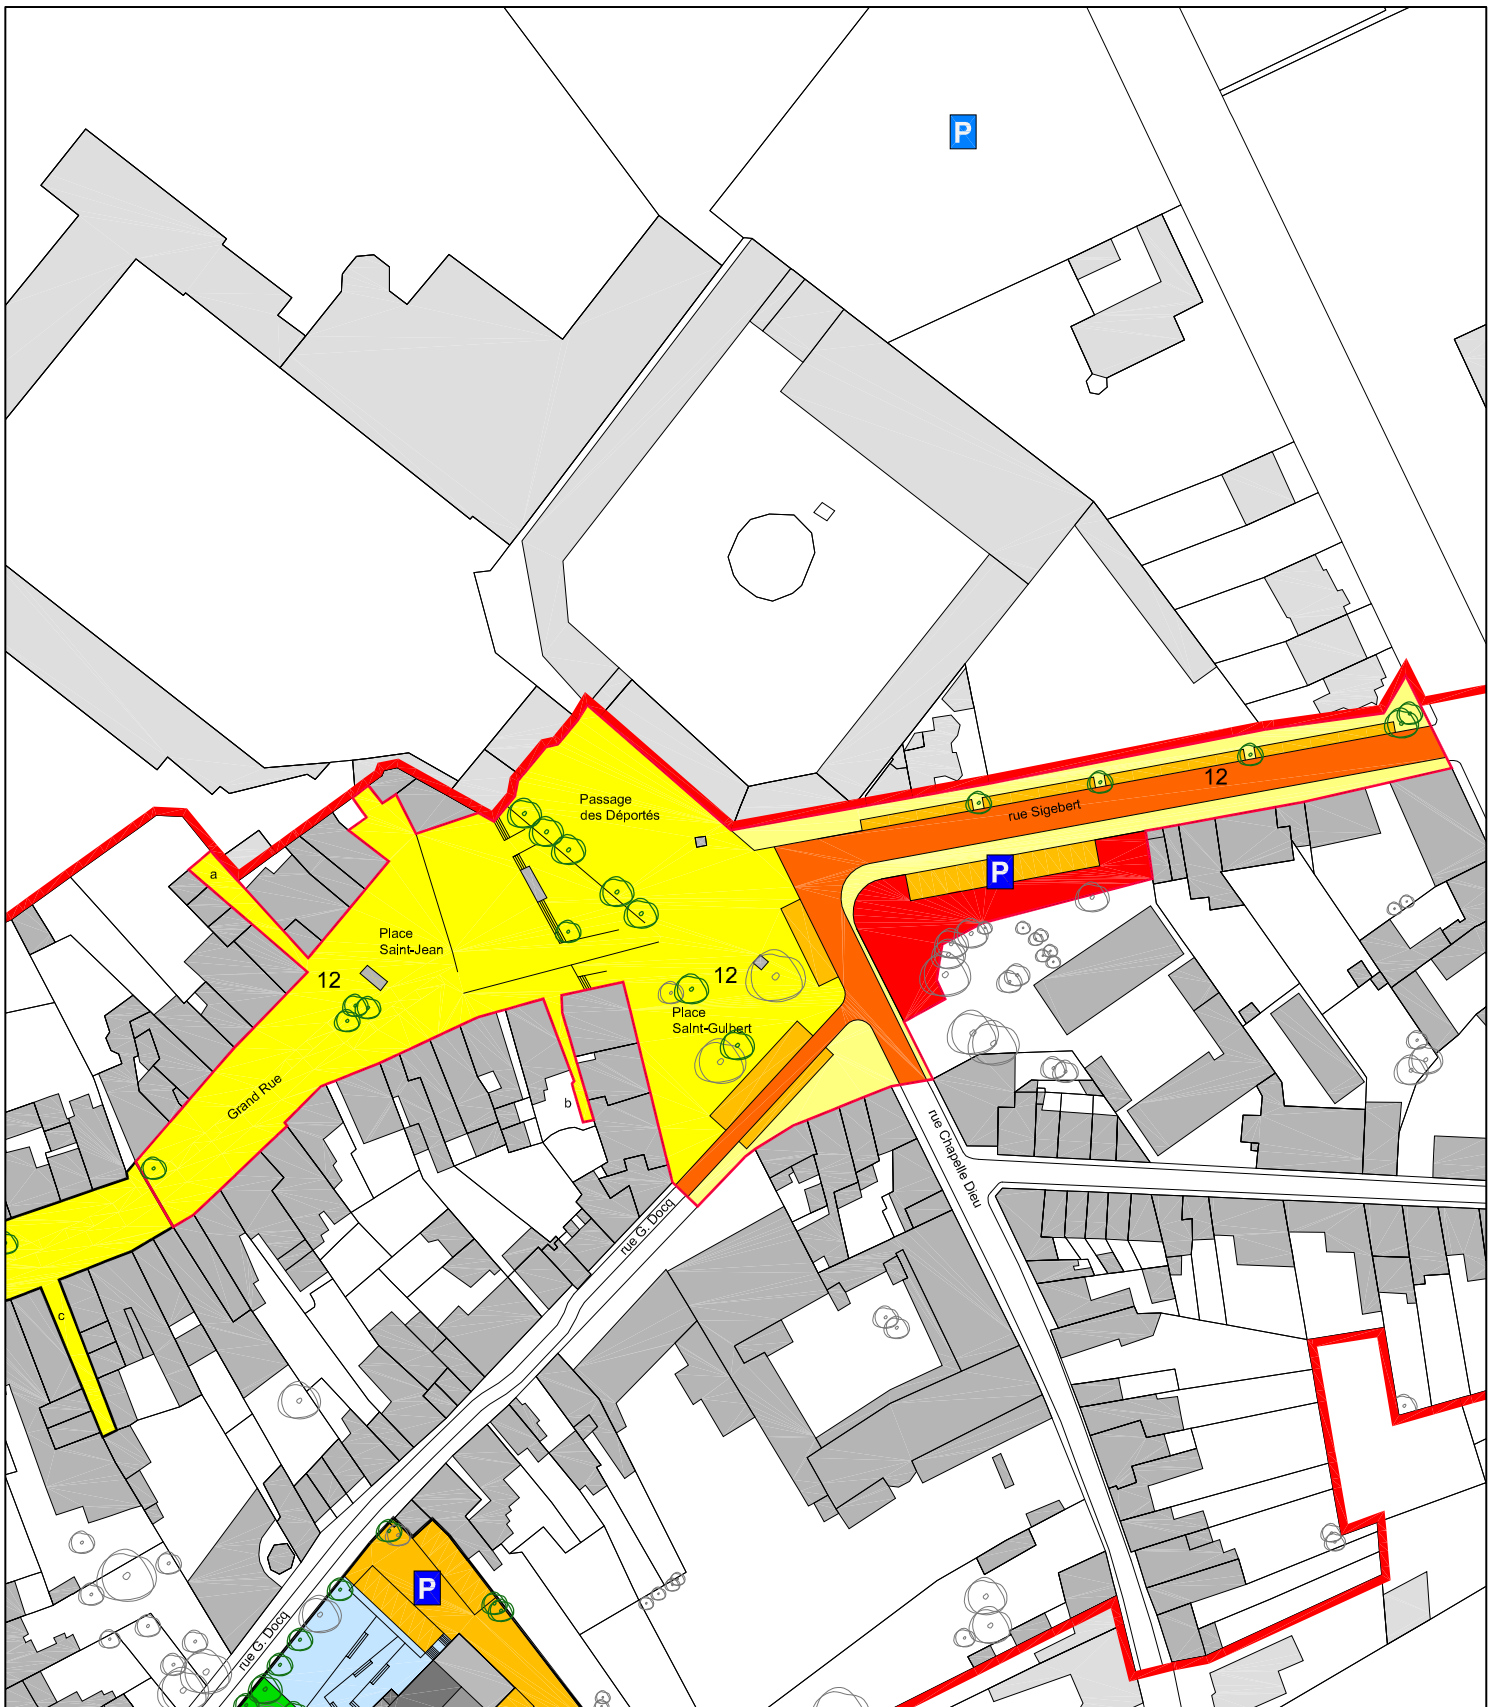 P
Passage
des Déportés
12
rue Sigebert
P
a
Place
Saint-Jean
12
12
Place
Saint-Guibert
Grand Rue
b
rue Chapelle Dieu
rue G. Docq
c
P
rue G. Docq